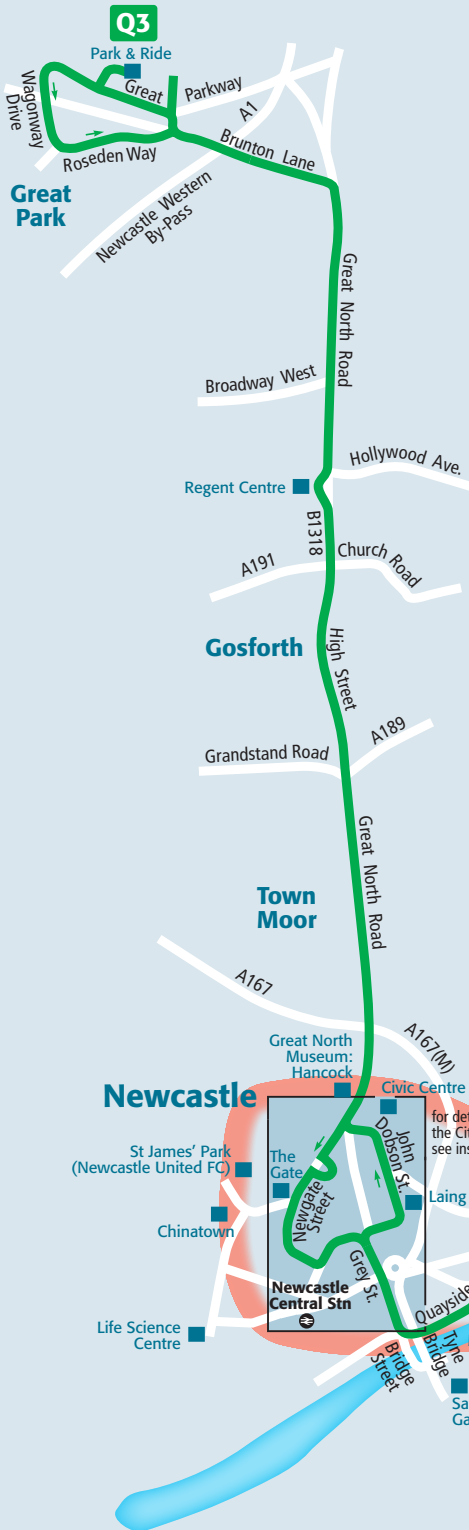 Q3
Park & Ride
Great
Parkway
Wagonway
Drive
A1
Roseden Way
Brunton Lane
Great
Park
Newcastle Western
By-Pass
Great North Road
Broadway West
Hollywood Ave.
Regent Centre
B1318
A191
Church Road
Gosforth
High Street
A189
Grandstand Road
Great North Road
Town
Moor
A167
A167(M)
Great North
Museum:
Hancock
Newcastle
Civic Centre
for det
the Cit
see ins
John
Dobson St.
St James' Park
(Newcastle United FC)
The
Gate
Newgate
Street
Laing
Chinatown
Grey St.
Newcastle
Central Stn
Quayside
Life Science
Centre
Bridge
Street
Tyne
Bridge
Sa
Ga